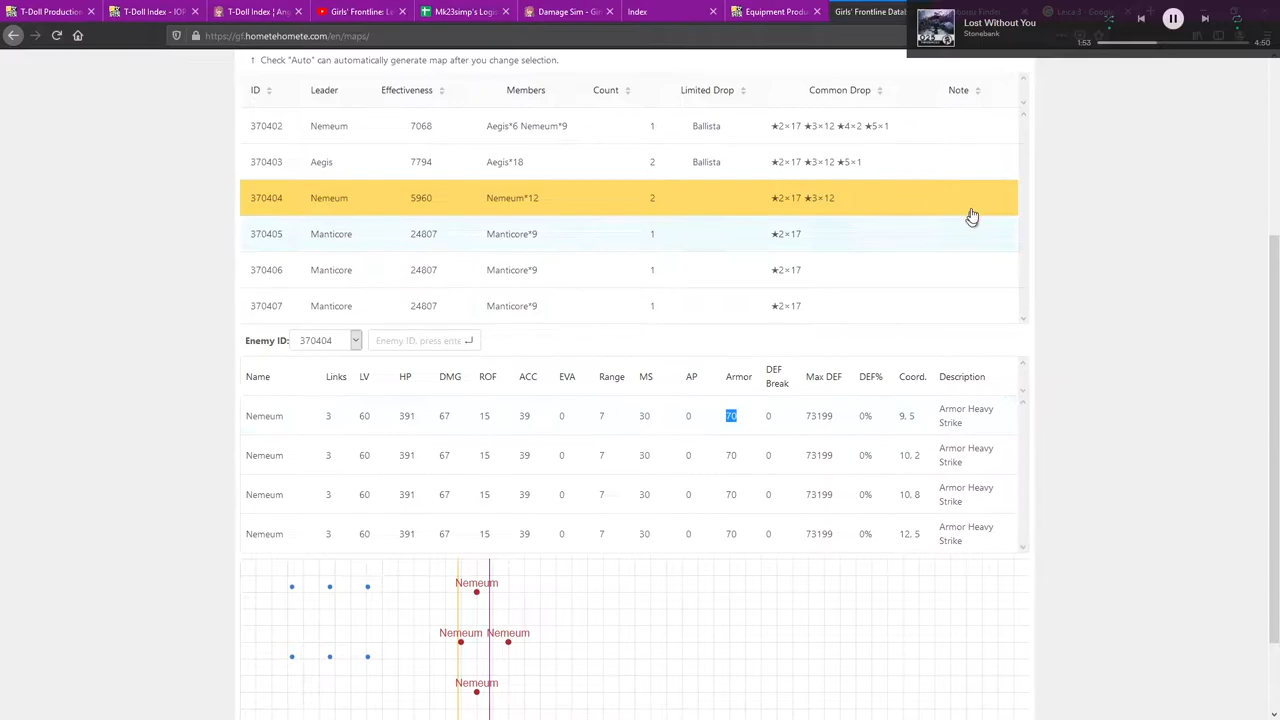 T-Doll Production
T-Doll Index - IOP
T-Doll Index | Ang
Girls' Frontline: Le
Mk23simp's Login
Damage Sim - Gir
Index
Equipment Produ
Girls' Frontline Datab
Lost Without You
Stonebank
1:53
4:50
https://gf.hometehomete.com/en/maps/
↑ Check "Auto" can automatically generate map after you change selection.
ID Leader Effectiveness Members Count Limited Drop Common Drop Note
370402 Nemeum 7068 Aegis*6 Nemeum*9 1 Ballista ★2×17 ★3×12 ★4×2 ★5×1
370403 Aegis 7794 Aegis*18 2 Ballista ★2×17 ★3×12 ★5×1
370404 Nemeum 5960 Nemeum*12 2 ★2×17 ★3×12
370405 Manticore 24807 Manticore*9 1 ★2×17
370406 Manticore 24807 Manticore*9 1 ★2×17
370407 Manticore 24807 Manticore*9 1 ★2×17
Enemy ID: 370404 Enemy ID, press ente
Name Links LV HP DMG ROF ACC EVA Range MS AP Armor DEF Break Max DEF DEF% Coord. Description
Nemeum 3 60 391 67 15 39 0 7 30 0 70 0 73199 0% 9, 5 Armor Heavy Strike
Nemeum 3 60 391 67 15 39 0 7 30 0 70 0 73199 0% 10, 2 Armor Heavy Strike
Nemeum 3 60 391 67 15 39 0 7 30 0 70 0 73199 0% 10, 8 Armor Heavy Strike
Nemeum 3 60 391 67 15 39 0 7 30 0 70 0 73199 0% 12, 5 Armor Heavy Strike
Nemeum
Nemeum Nemeum
Nemeum